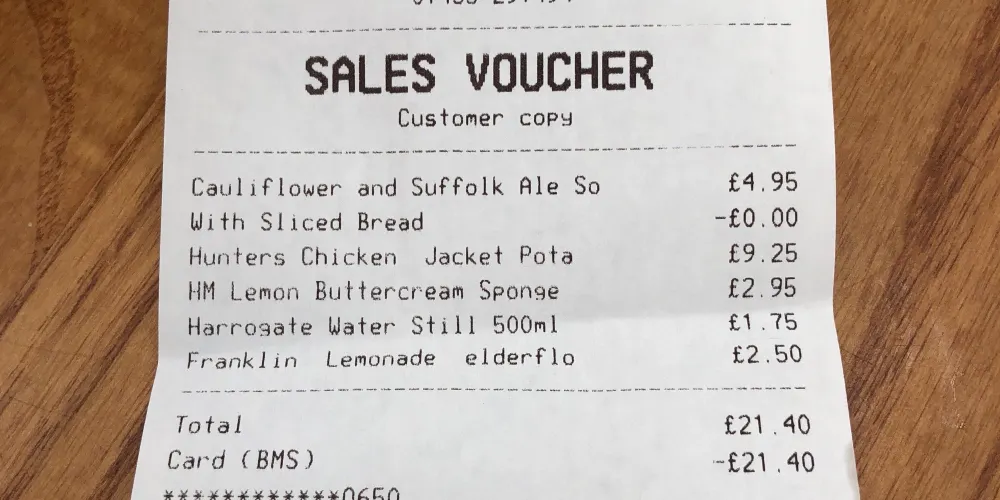 SALES VOUCHER
Customer copy
Cauliflower and Suffolk Ale So £4.95
With Sliced Bread -£0.00
Hunters Chicken Jacket Pota £9.25
HM Lemon Buttercream Sponge £2.95
Harrogate Water Still 500ml £1.75
Franklin Lemonade elderflo £2.50
Total £21.40
Card (BMS) -£21.40
************0650